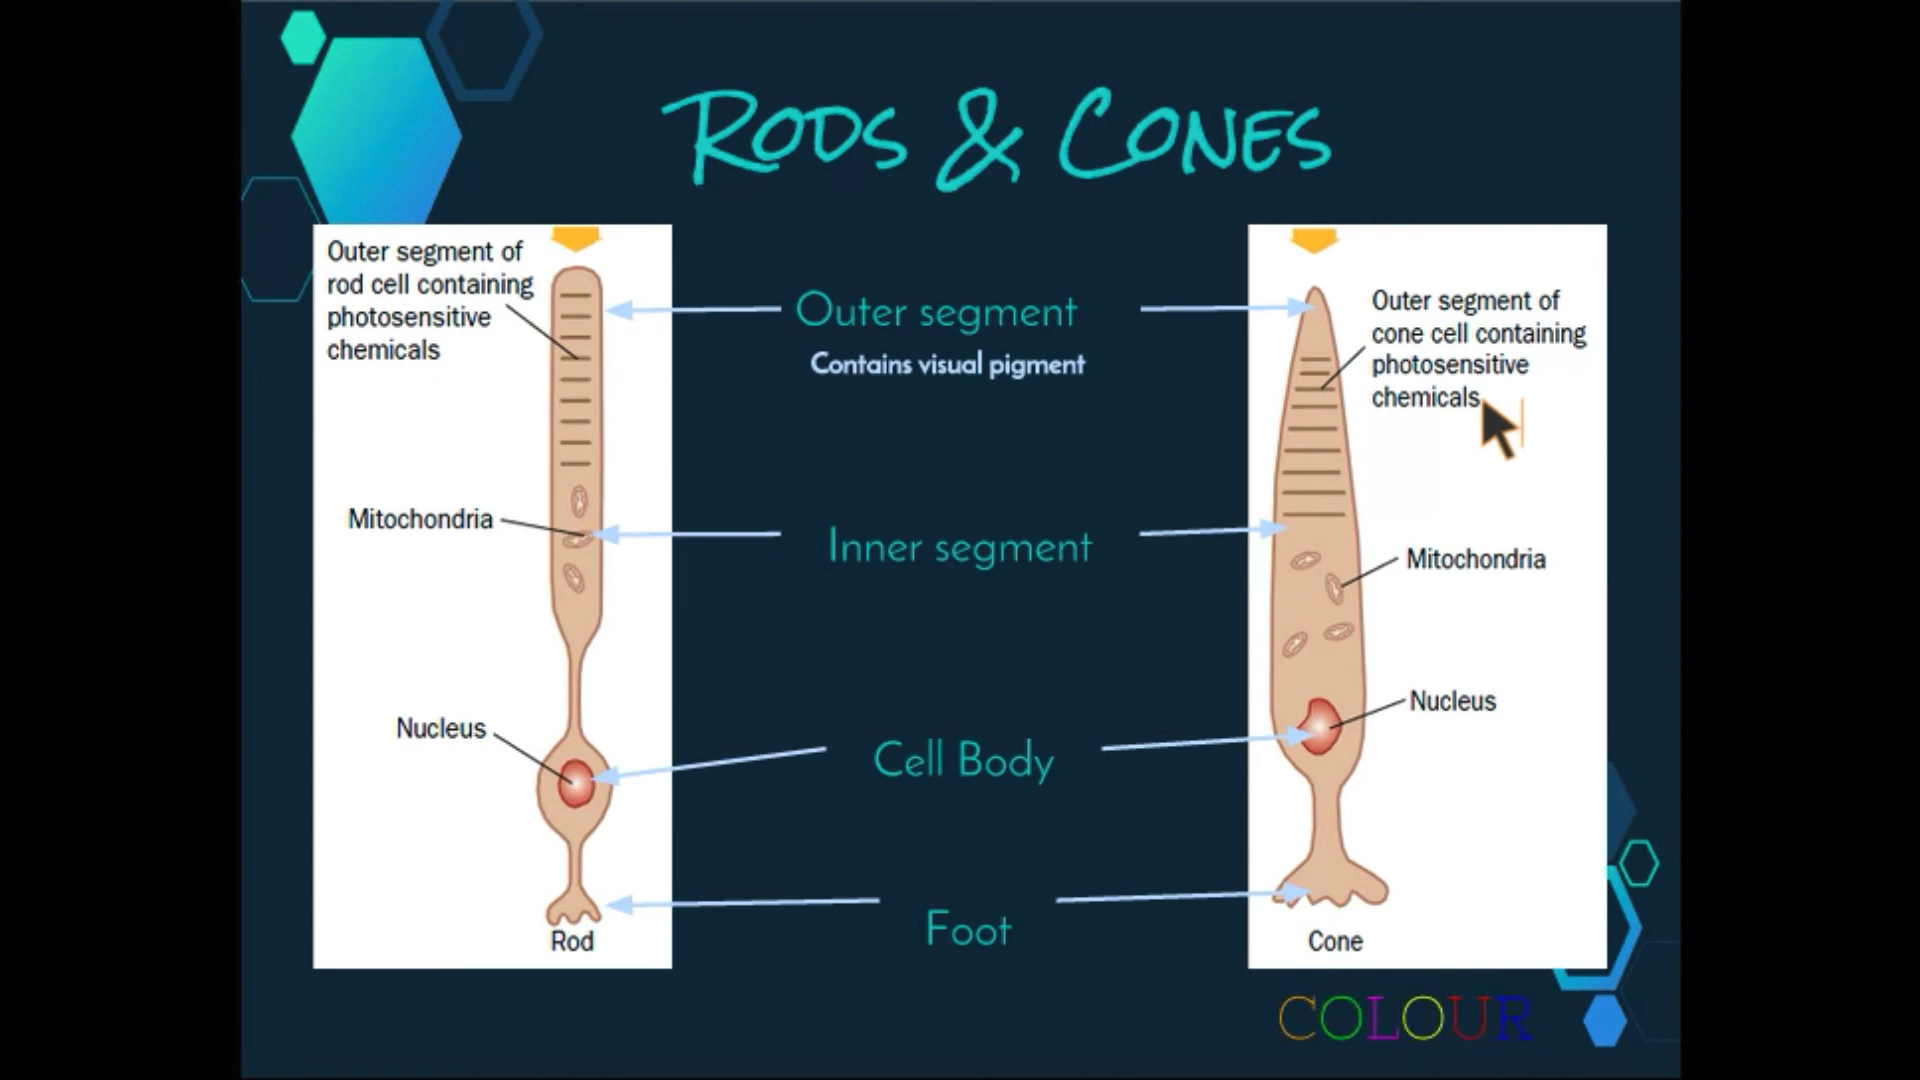 RODS & CONES
Outer segment of
rod cell containing
photosensitive
chemicals
Mitochondria
Nucleus
Rod
Outer segment
Contains visual pigment
Inner segment
Cell Body
Foot
Outer segment of
cone cell containing
photosensitive
chemicals
Mitochondria
Nucleus
Cone
COLOUR